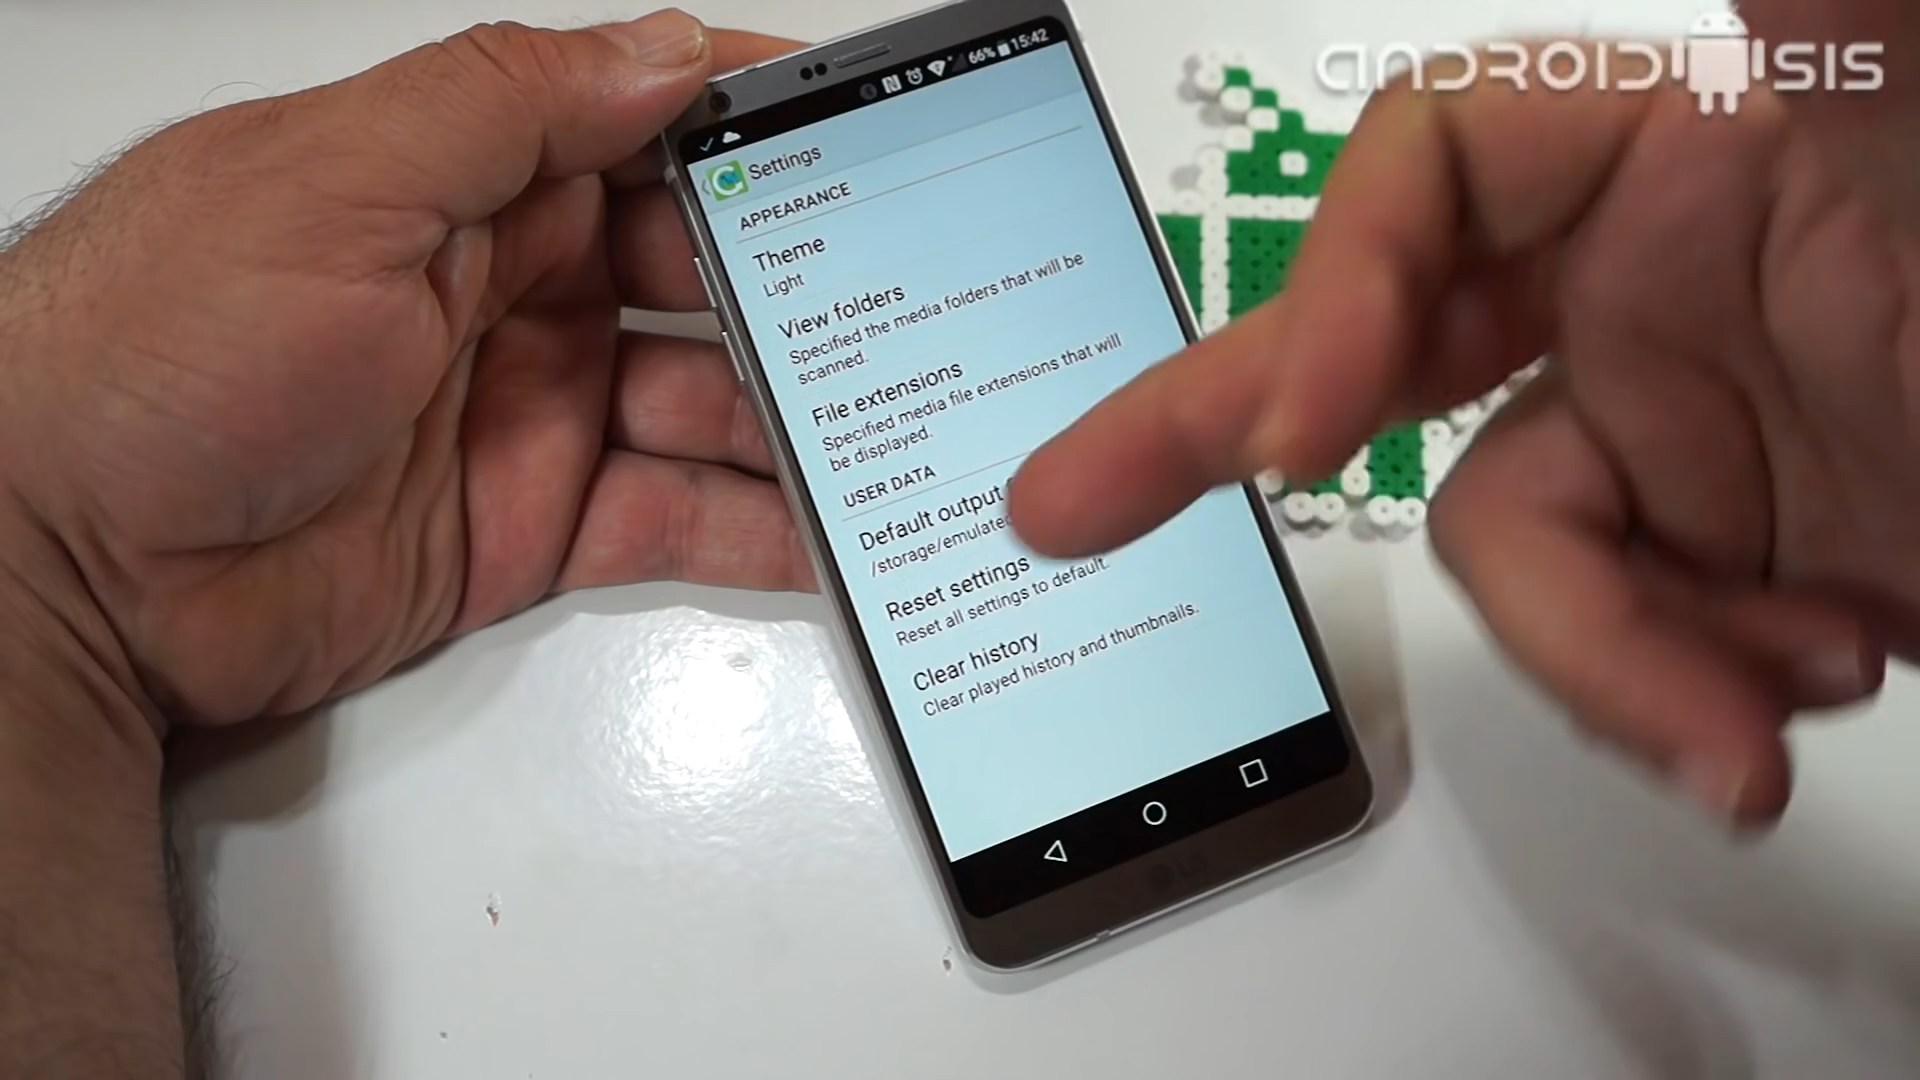 ANDROIDSIS
66% 15:42
Settings
APPEARANCE
Theme
Light
View folders
Specified the media folders that will be
scanned.
File extensions
Specified media file extensions that will
be displayed.
USER DATA
Default output
/storage/emulated
Reset settings
Reset all settings to default.
Clear history
Clear played history and thumbnails.